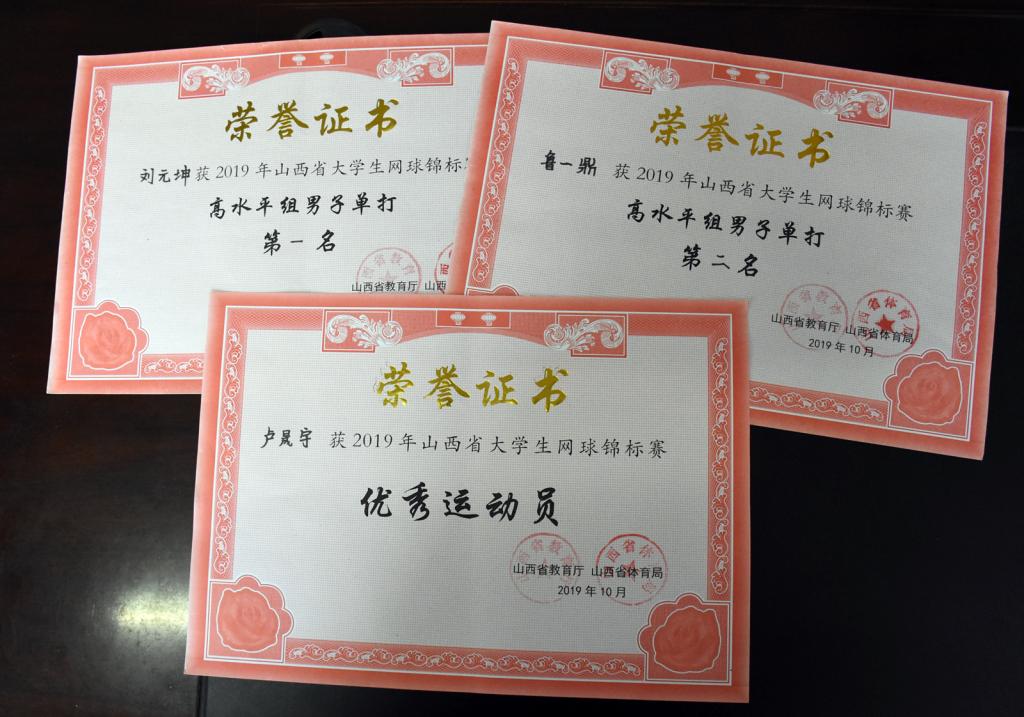 荣誉证书
刘元坤获2019年山西省大学生网球锦标
高水平组男子单打
第一名
山西省教育厅 山西
荣誉证书
鲁一鼎 获2019年山西省大学生网球锦标赛
高水平组男子单打
第二名
山西省教育厅 山西省体育局
2019年10月
荣誉证书
卢晟宇 获2019年山西省大学生网球锦标赛
优秀运动员
山西省教育厅 山西省体育局
2019年10月